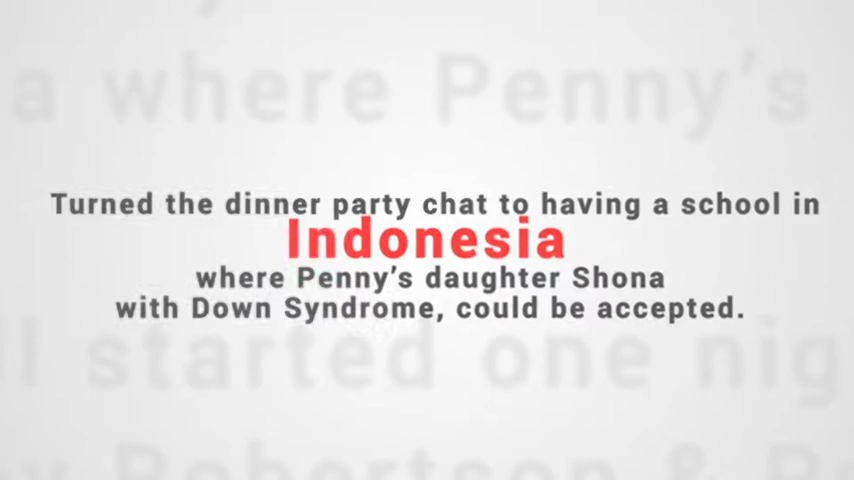 a where Penny's
Turned the dinner party chat to having a school in
Indonesia
where Penny's daughter Shona
with Down Syndrome, could be accepted.
started one
Robertson &